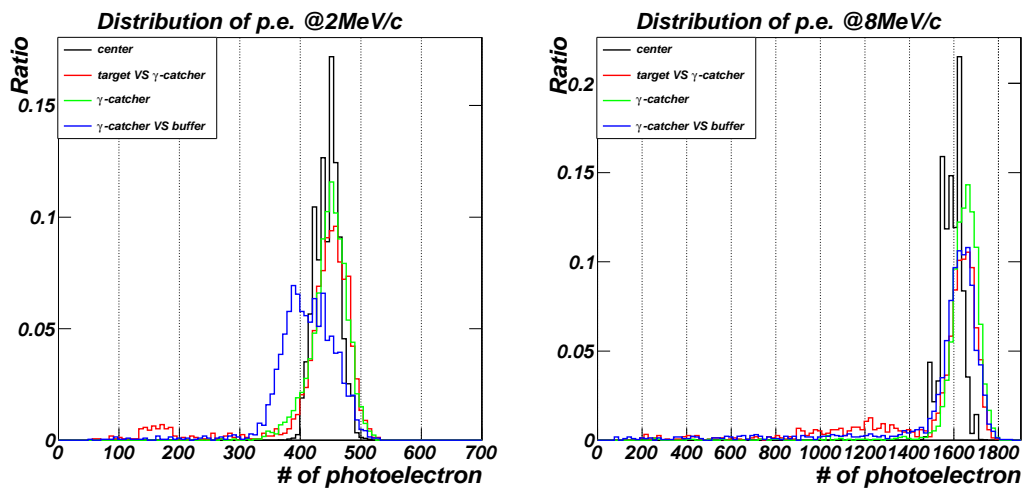 Distribution of p.e. @2MeV/c
Ratio
center
target VS γ-catcher
γ-catcher
γ-catcher VS buffer
0.15
0.1
0.05
0
0 100 200 300 400 500 600 700
# of photoelectron
Distribution of p.e. @8MeV/c
Ratio
center
target VS γ-catcher
γ-catcher
γ-catcher VS buffer
0.2
0.15
0.1
0.05
0
0 200 400 600 800 1000 1200 1400 1600 1800
# of photoelectron